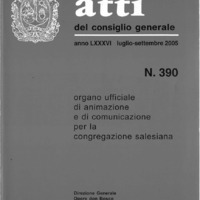 atti
del consiglio generale
anno LXXXVI luglio-settembre 2005
N. 390
organo ufficiale
di animazione
e di comunicazione
per la
congregazione salesiana
Direzione Generale
Opera Don Bosco